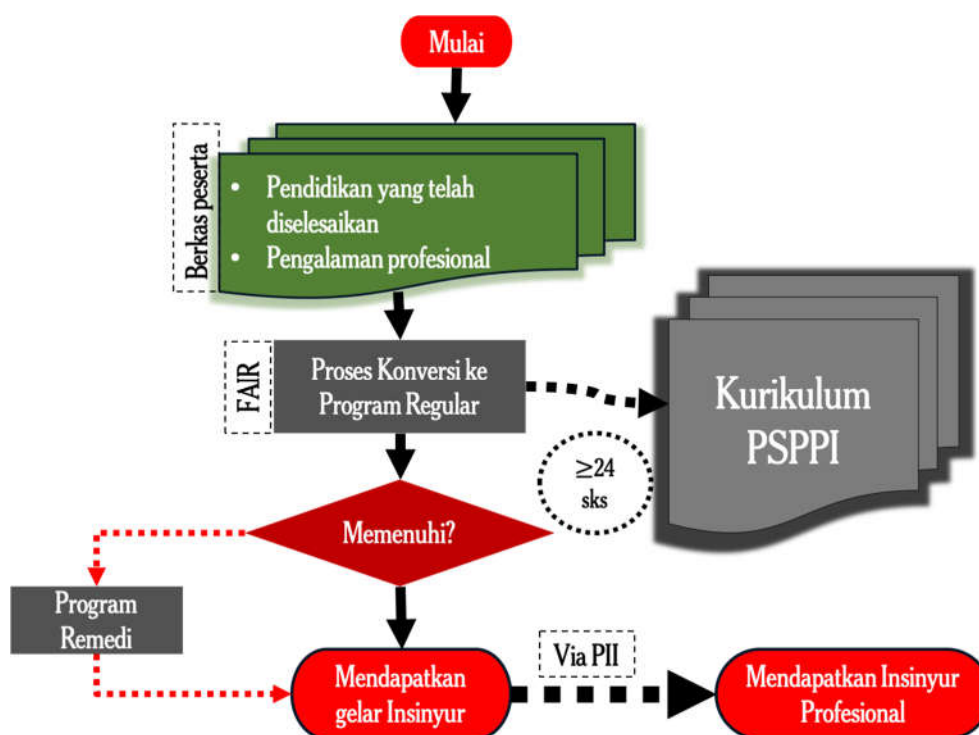 Mulai
Berkas peserta
• Pendidikan yang telah
diselesaikan
• Pengalaman profesional
FAIR
Proses Konversi ke
Program Regular
Kurikulum
PSPPI
≥24
sks
Memenuhi?
Program
Remedi
Mendapatkan
gelar Insinyur
Via PII
Mendapatkan Insinyur
Profesional